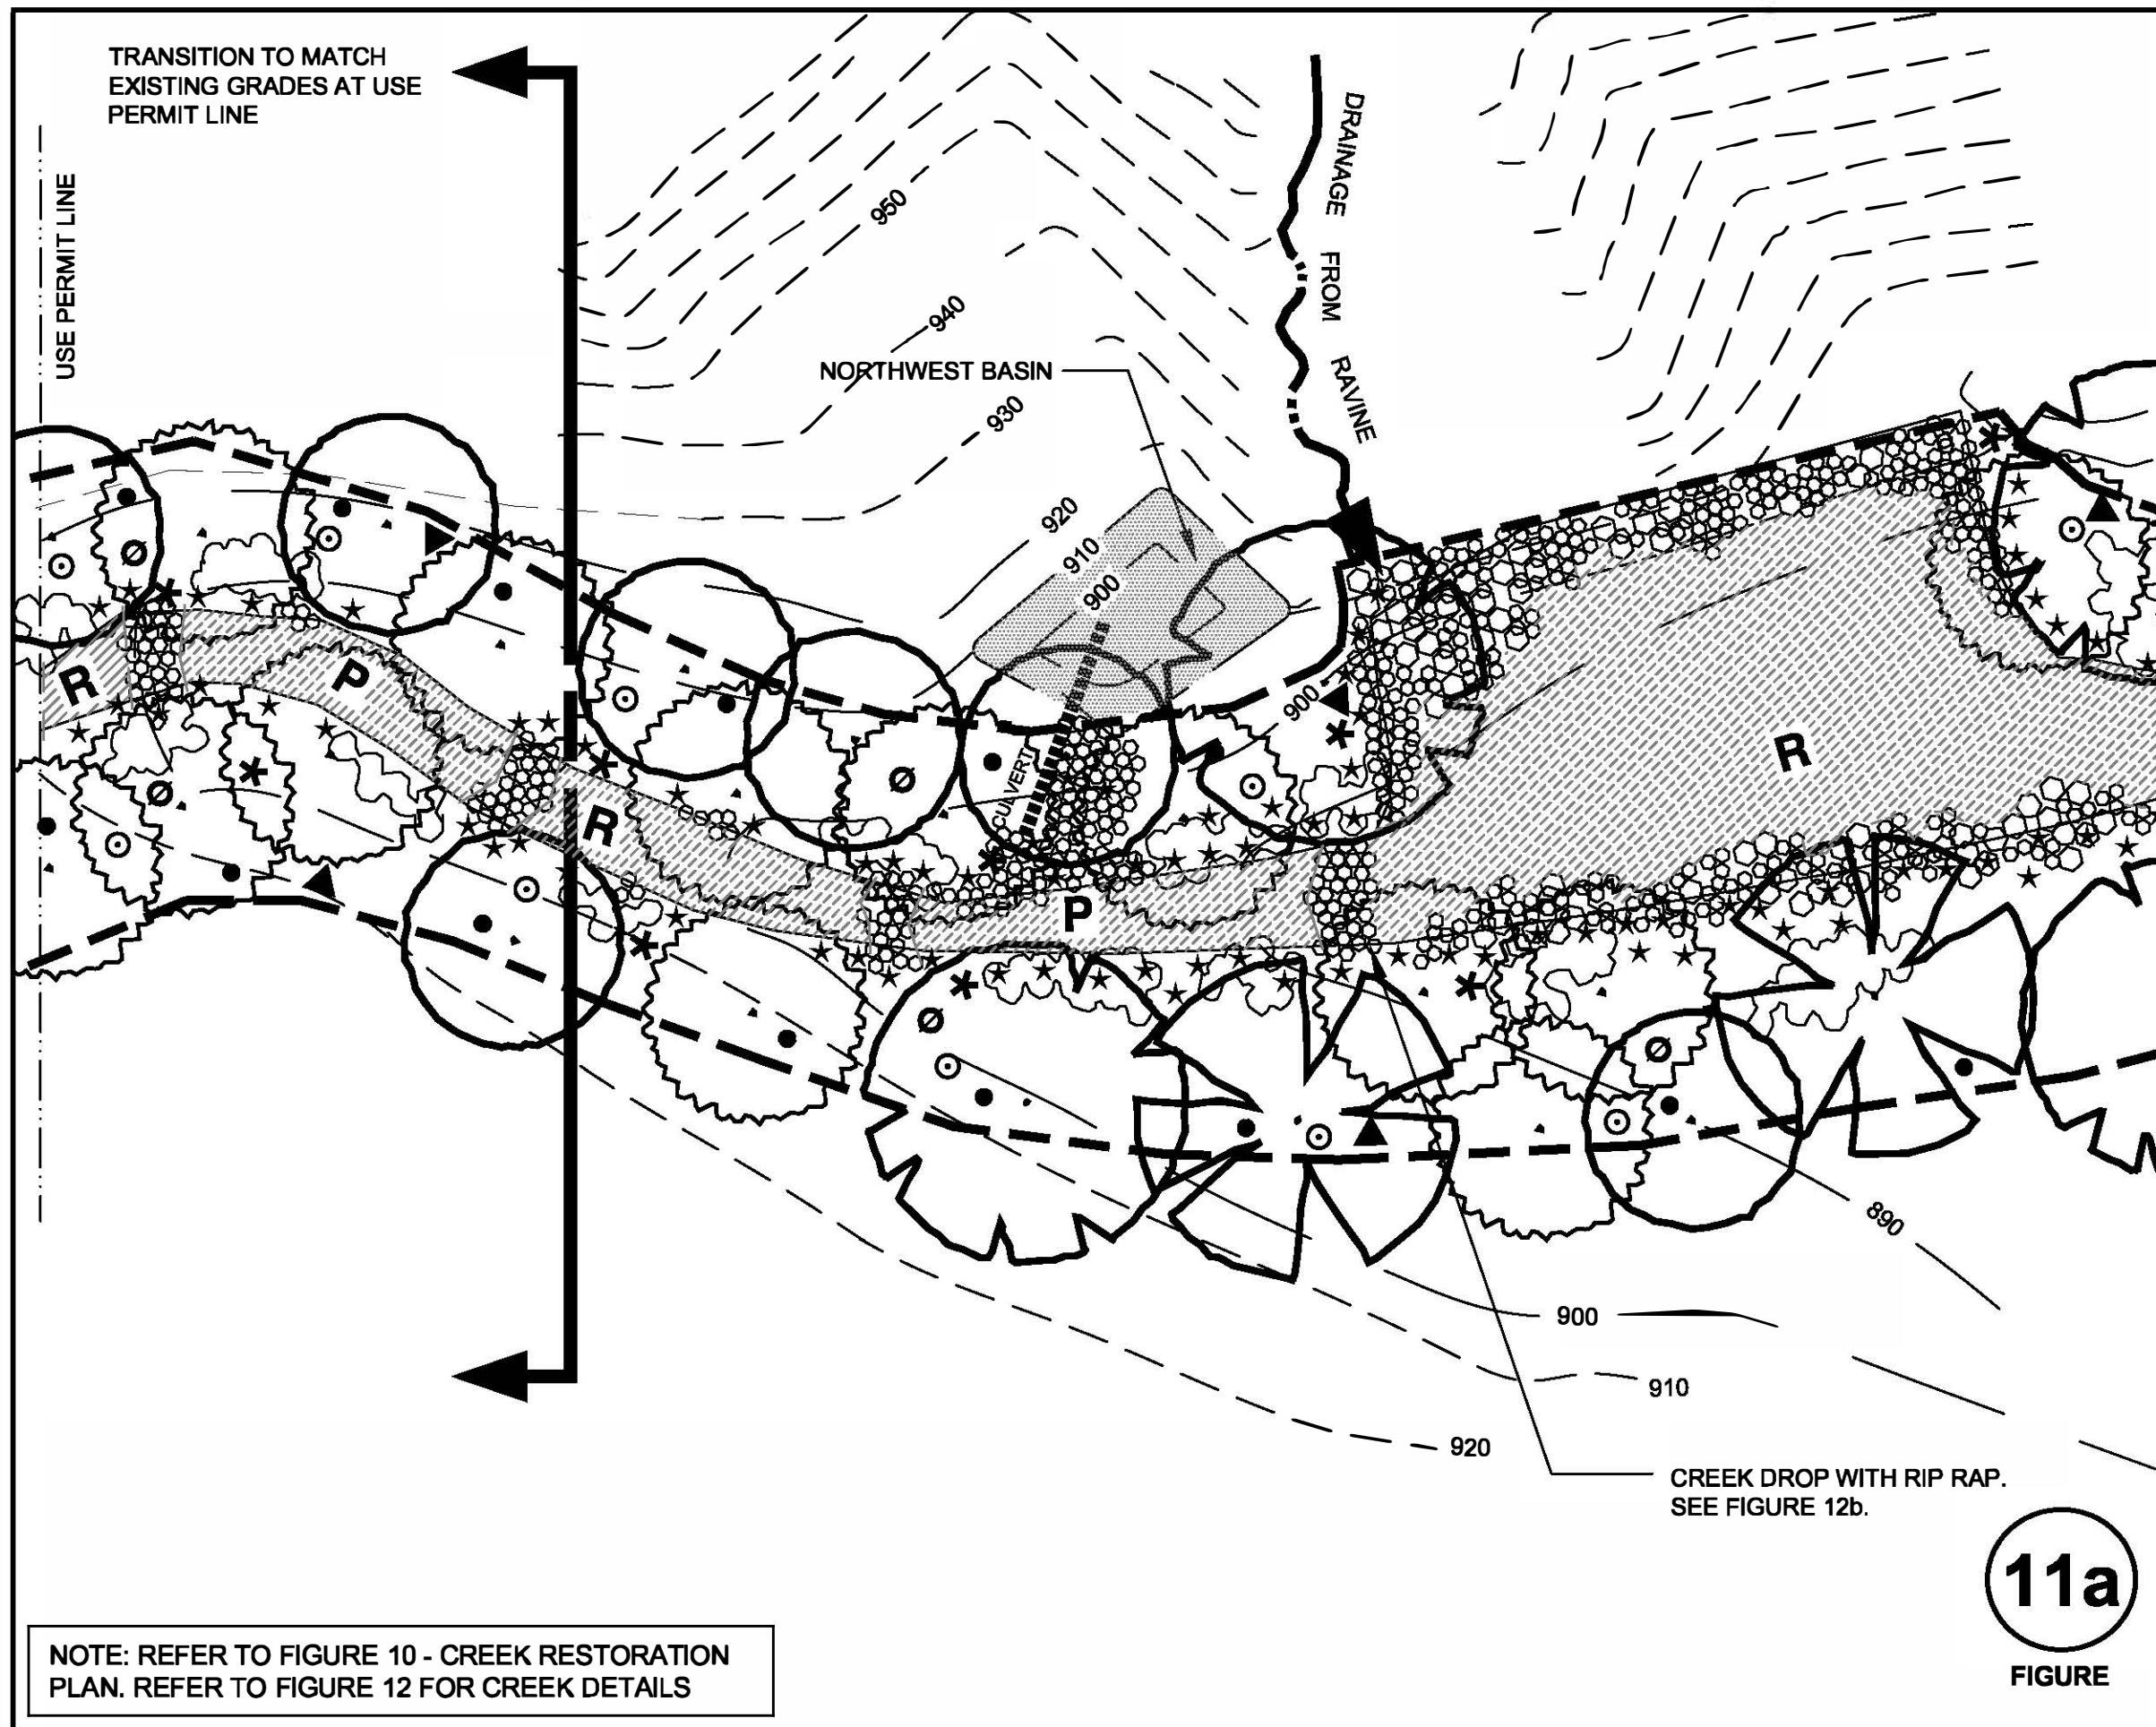 TRANSITION TO MATCH
EXISTING GRADES AT USE
PERMIT LINE
USE PERMIT LINE
DRAINAGE FROM RAVINE
950
940
NORTHWEST BASIN
930
920
910
900
900
CULVERT
R
P
R
P
R
890
900
910
920
CREEK DROP WITH RIP RAP.
SEE FIGURE 12b.
11a
FIGURE
NOTE: REFER TO FIGURE 10 - CREEK RESTORATION
PLAN. REFER TO FIGURE 12 FOR CREEK DETAILS